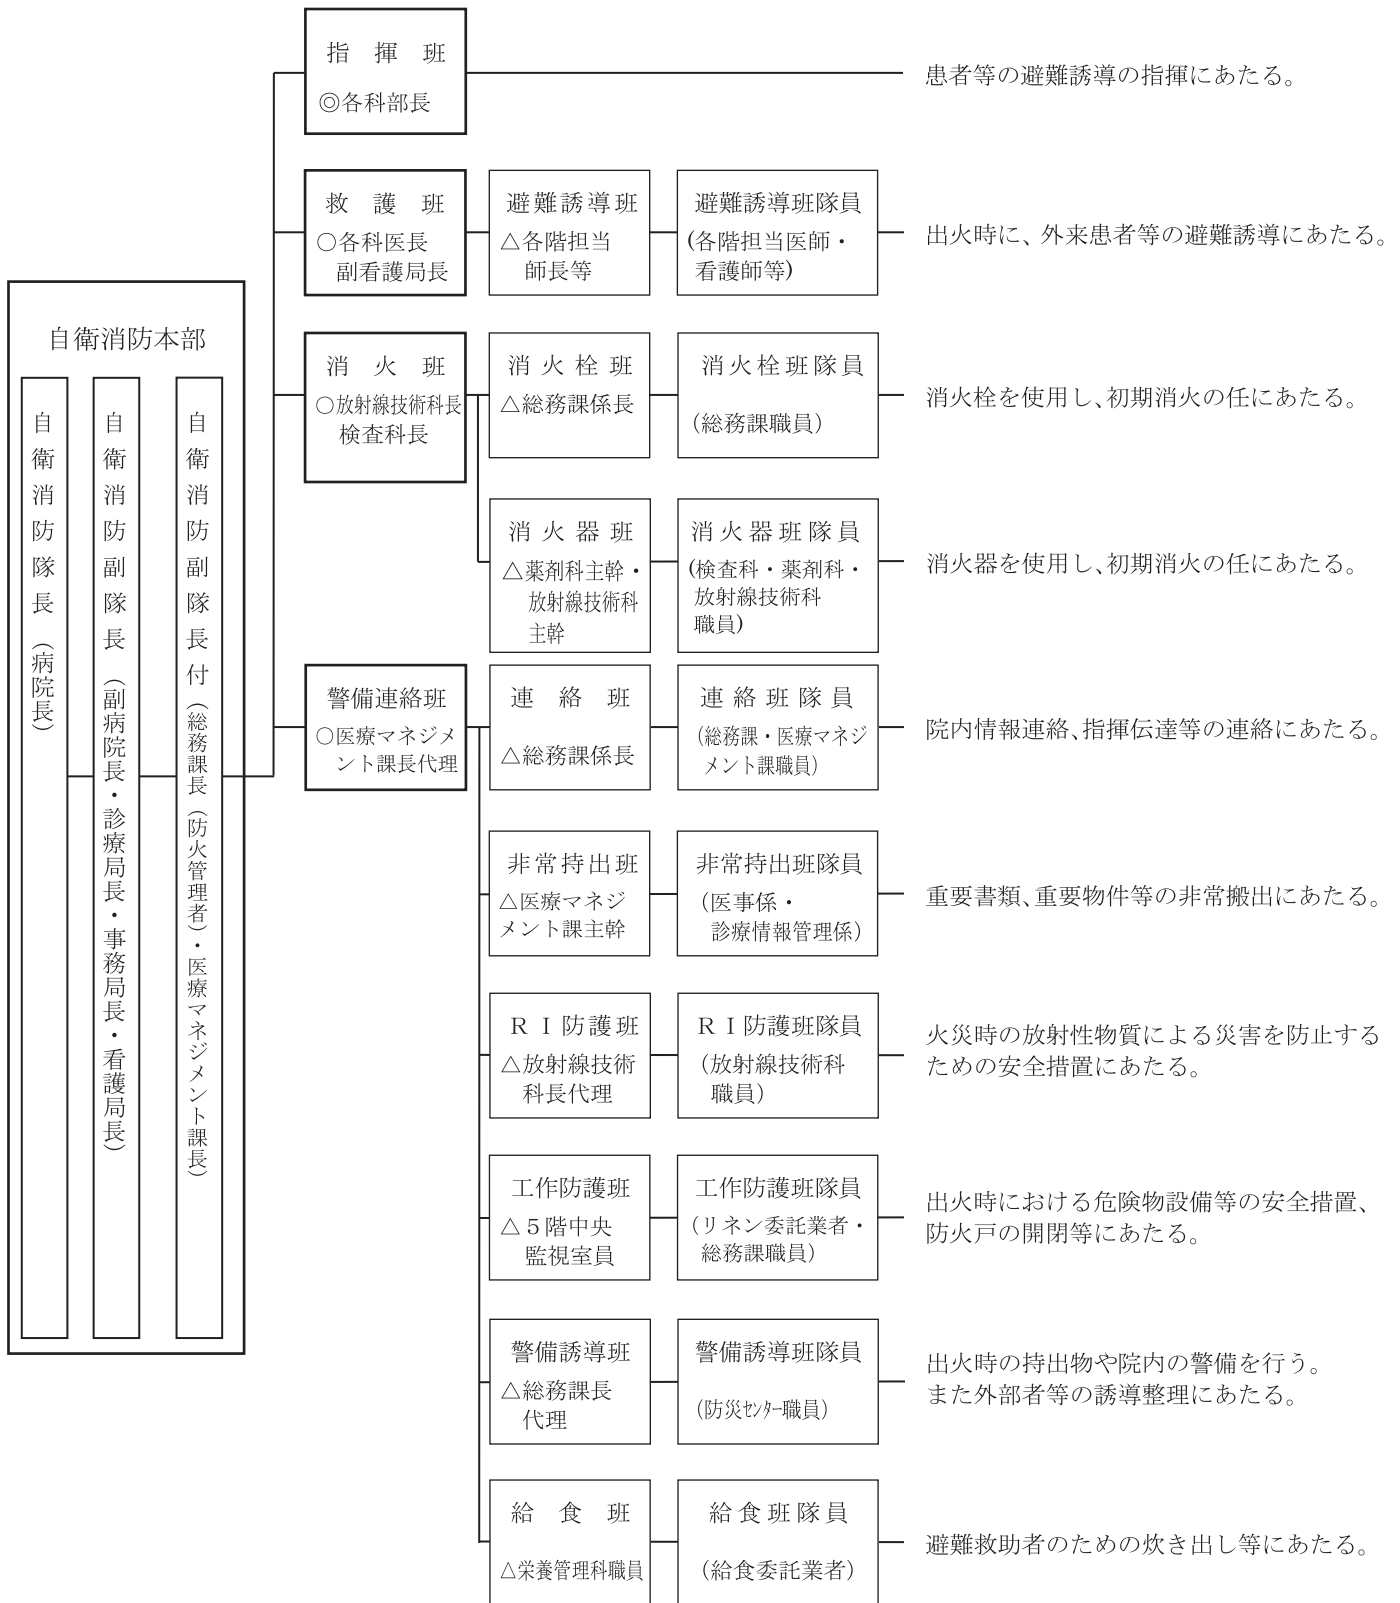 自衛消防本部
自衛消防隊長（病院長）
自衛消防副隊長（副病院長・診療局長・事務局長・看護局長）
自衛消防副隊長付（総務課長（防火管理者）・医療マネジメント課長）
指揮班
◎各科部長
患者等の避難誘導の指揮にあたる。
救護班
○各科医長
副看護局長
避難誘導班
△各階担当
師長等
避難誘導班隊員
(各階担当医師・
看護師等)
出火時に、外来患者等の避難誘導にあたる。
消火班
○放射線技術科長
検査科長
消火栓班
△総務課係長
消火栓班隊員
（総務課職員）
消火栓を使用し、初期消火の任にあたる。
消火器班
△薬剤科主幹・
放射線技術科
主幹
消火器班隊員
(検査科・薬剤科・
放射線技術科
職員)
消火器を使用し、初期消火の任にあたる。
警備連絡班
○医療マネジメ
ント課長代理
連絡班
△総務課係長
連絡班隊員
（総務課・医療マネジ
メント課職員）
院内情報連絡、指揮伝達等の連絡にあたる。
非常持出班
△医療マネジ
メント課主幹
非常持出班隊員
（医事係・
診療情報管理係）
重要書類、重要物件等の非常搬出にあたる。
ＲＩ防護班
△放射線技術
科長代理
ＲＩ防護班隊員
（放射線技術科
職員）
火災時の放射性物質による災害を防止する
ための安全措置にあたる。
工作防護班
△５階中央
監視室員
工作防護班隊員
（リネン委託業者・
総務課職員）
出火時における危険物設備等の安全措置、
防火戸の開閉等にあたる。
警備誘導班
△総務課長
代理
警備誘導班隊員
（防災ｾﾝﾀｰ職員）
出火時の持出物や院内の警備を行う。
また外部者等の誘導整理にあたる。
給食班
△栄養管理科職員
給食班隊員
（給食委託業者）
避難救助者のための炊き出し等にあたる。